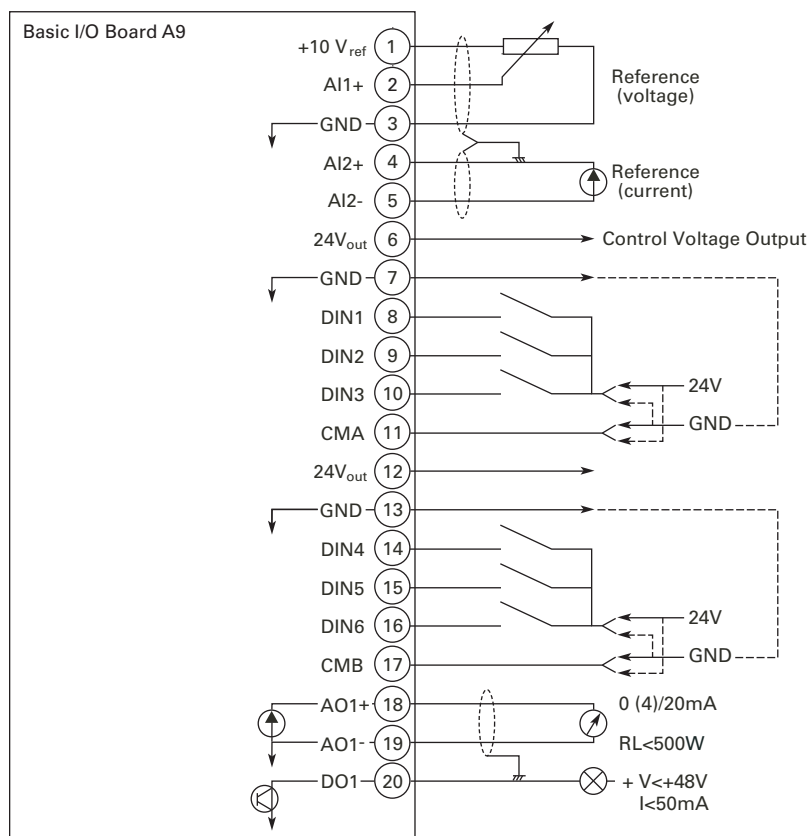 Basic I/O Board A9
+10 Vref 1
AI1+ 2
Reference
(voltage)
GND 3
AI2+ 4
Reference
(current)
AI2- 5
24Vout 6 Control Voltage Output
GND 7
DIN1 8
DIN2 9
DIN3 10 24V
CMA 11 GND
24Vout 12
GND 13
DIN4 14
DIN5 15
DIN6 16 24V
CMB 17 GND
AO1+ 18 0 (4)/20mA
AO1- 19 RL<500W
DO1 20 + V<+48V
I<50mA